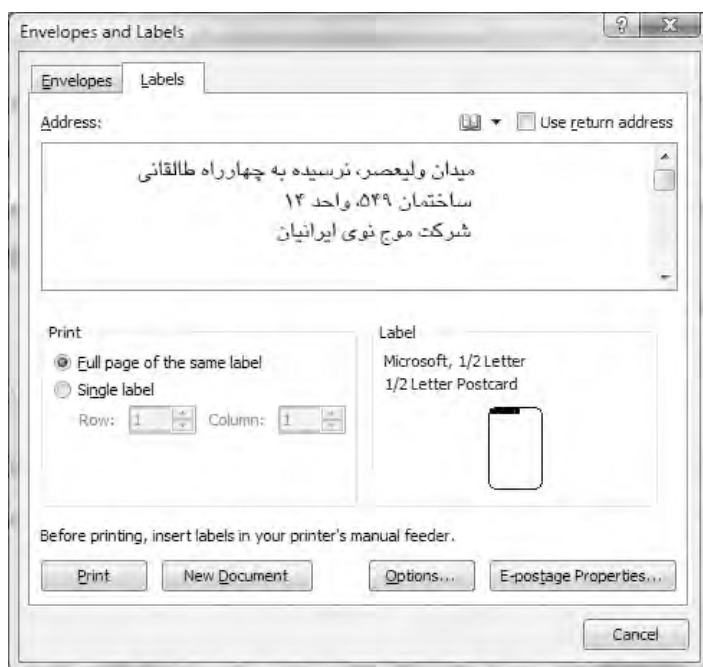 Envelopes and Labels
Envelopes
Labels
Address:
Use return address
میدان ولیعصر، نرسیده به چهارراه طالقانی
ساختمان ۵۴۹، واحد ۱۴
شرکت موج نوی ایرانیان
Print
Full page of the same label
Single label
Row: 1 Column: 1
Label
Microsoft, 1/2 Letter
1/2 Letter Postcard
Before printing, insert labels in your printer's manual feeder.
Print
New Document
Options...
E-postage Properties...
Cancel